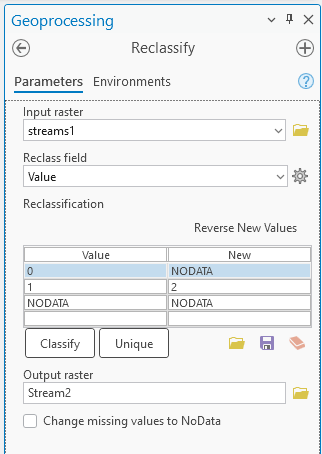 Geoprocessing
Reclassify
Parameters Environments
Input raster
streams1
Reclass field
Value
Reclassification
Reverse New Values
Value New
0 NODATA
1 2
NODATA NODATA
Classify Unique
Output raster
Stream2
Change missing values to NoData